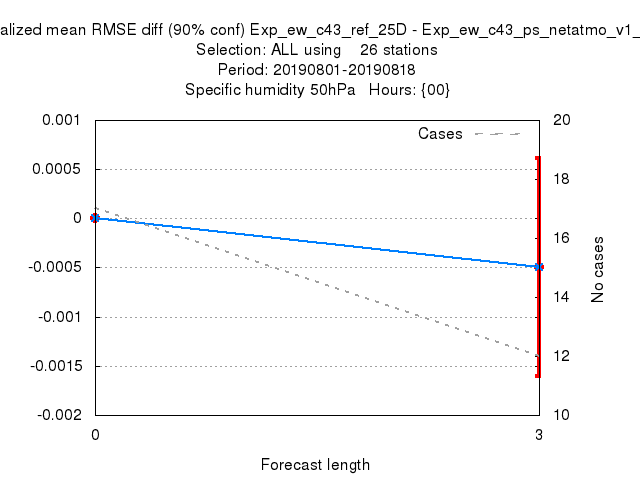 alized mean RMSE diff (90% conf) Exp_ew_c43_ref_25D - Exp_ew_c43_ps_netatmo_v1_
Selection: ALL using 26 stations
Period: 20190801-20190818
Specific humidity 50hPa Hours: {00}
0.001
0.0005
0
-0.0005
-0.001
-0.0015
-0.002
Cases
20
18
16
14
12
10
No cases
0
3
Forecast length